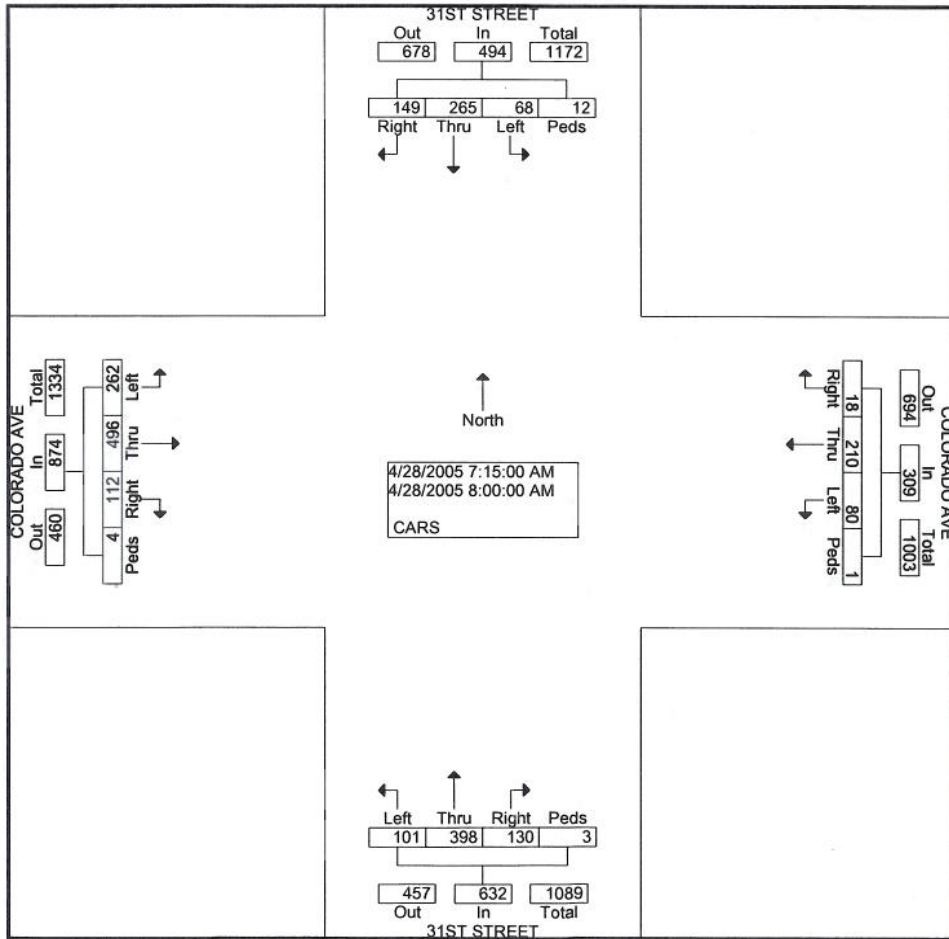 31ST STREET
Out In Total
678 494 1172
149 265 68 12
Right Thru Left Peds
COLORADO AVE
Total In Out
1334 874 460
262 496 112 4
Left Thru Right Peds
North
4/28/2005 7:15:00 AM
4/28/2005 8:00:00 AM
CARS
Right Thru Left Peds
18 210 80 1
694 309 1003
Out In Total
COLORADO AVE
Left Thru Right Peds
101 398 130 3
457 632 1089
Out In Total
31ST STREET